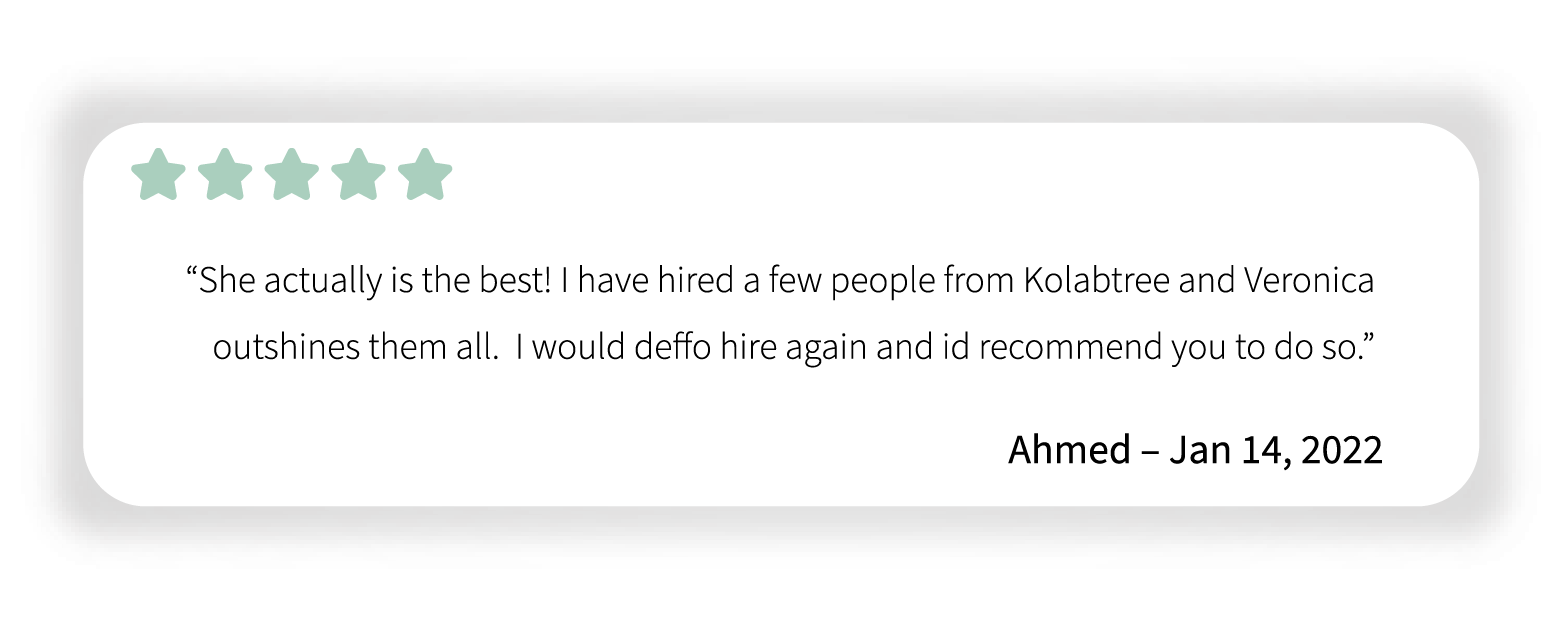 “She actually is the best! I have hired a few people from Kolabtree and Veronica
outshines them all.  I would deffo hire again and id recommend you to do so.”
Ahmed – Jan 14, 2022